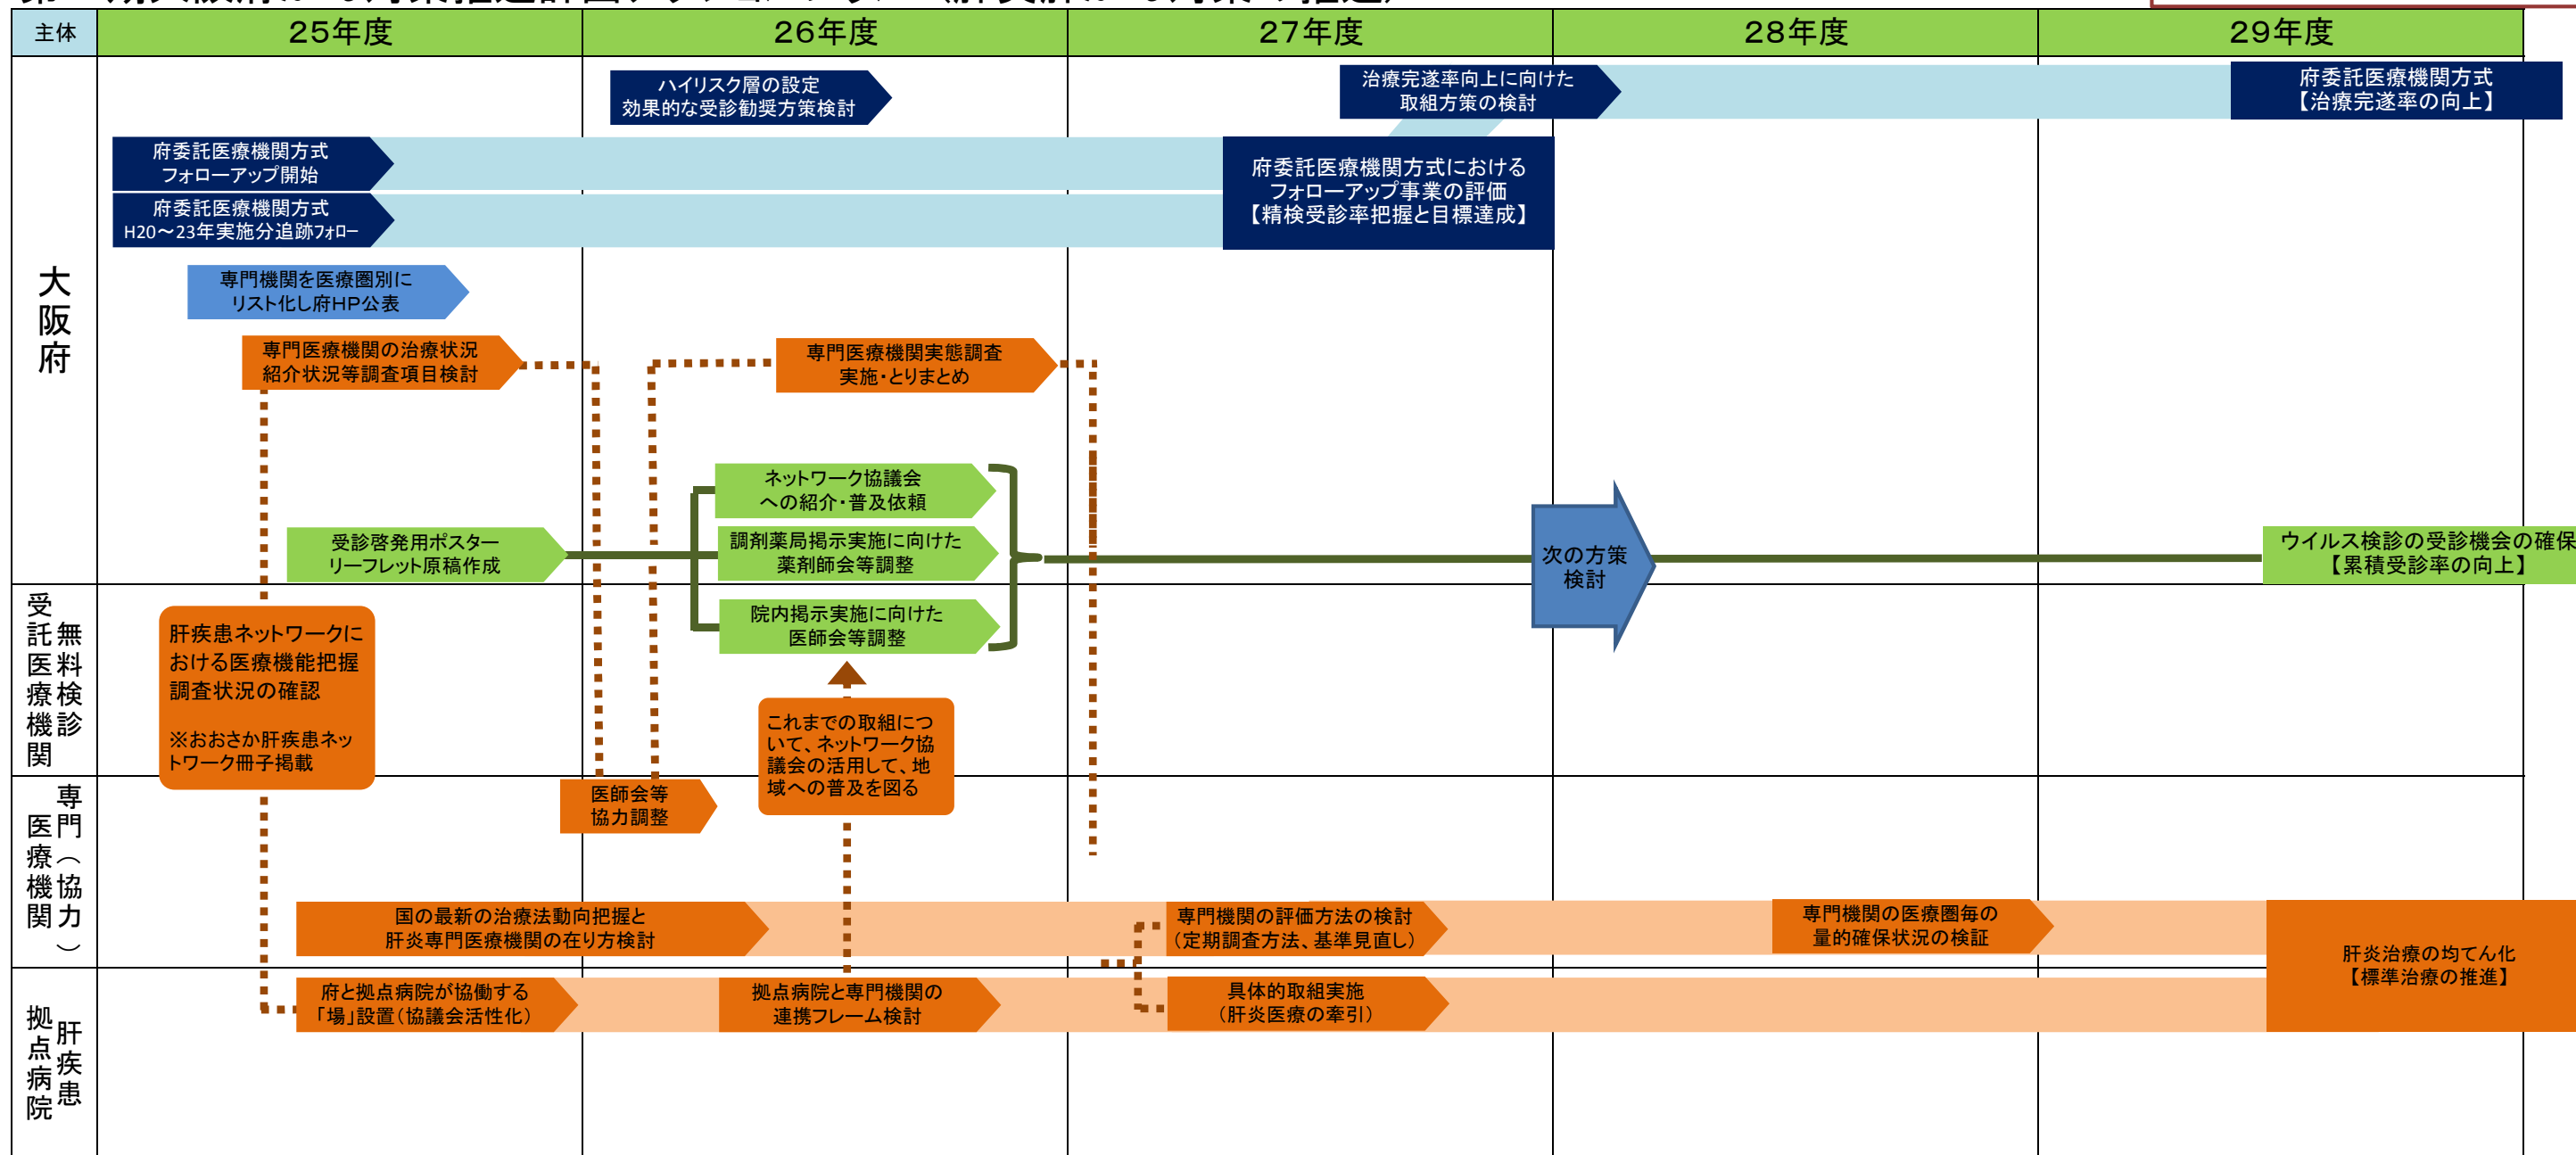 主体
25年度
26年度
27年度
28年度
29年度
大阪府
ハイリスク層の設定
効果的な受診勧奨方策検討
治療完遂率向上に向けた
取組方策の検討
府委託医療機関方式
【治療完遂率の向上】
府委託医療機関方式
フォローアップ開始
府委託医療機関方式
H20～23年実施分追跡フォロー
府委託医療機関方式における
フォローアップ事業の評価
【精検受診率把握と目標達成】
専門機関を医療圏別に
リスト化し府HP公表
専門医療機関の治療状況
紹介状況等調査項目検討
専門医療機関実態調査
実施・とりまとめ
ネットワーク協議会
への紹介・普及依頼
受診啓発用ポスター
リーフレット原稿作成
調剤薬局掲示実施に向けた
薬剤師会等調整
次の方策
検討
ウイルス検診の受診機会の確保
【累積受診率の向上】
無料検診
受託医療機関
院内掲示実施に向けた
医師会等調整
肝疾患ネットワークに
おける医療機能把握
調査状況の確認
※おおさか肝疾患ネッ
トワーク冊子掲載
これまでの取組につ
いて、ネットワーク協
議会の活用して、地
域への普及を図る
専門（協力）
医療機関
医師会等
協力調整
国の最新の治療法動向把握と
肝炎専門医療機関の在り方検討
専門機関の評価方法の検討
（定期調査方法、基準見直し）
専門機関の医療圏毎の
量的確保状況の検証
肝炎治療の均てん化
【標準治療の推進】
肝疾患
拠点病院
府と拠点病院が協働する
「場」設置（協議会活性化）
拠点病院と専門機関の
連携フレーム検討
具体的取組実施
（肝炎医療の牽引）